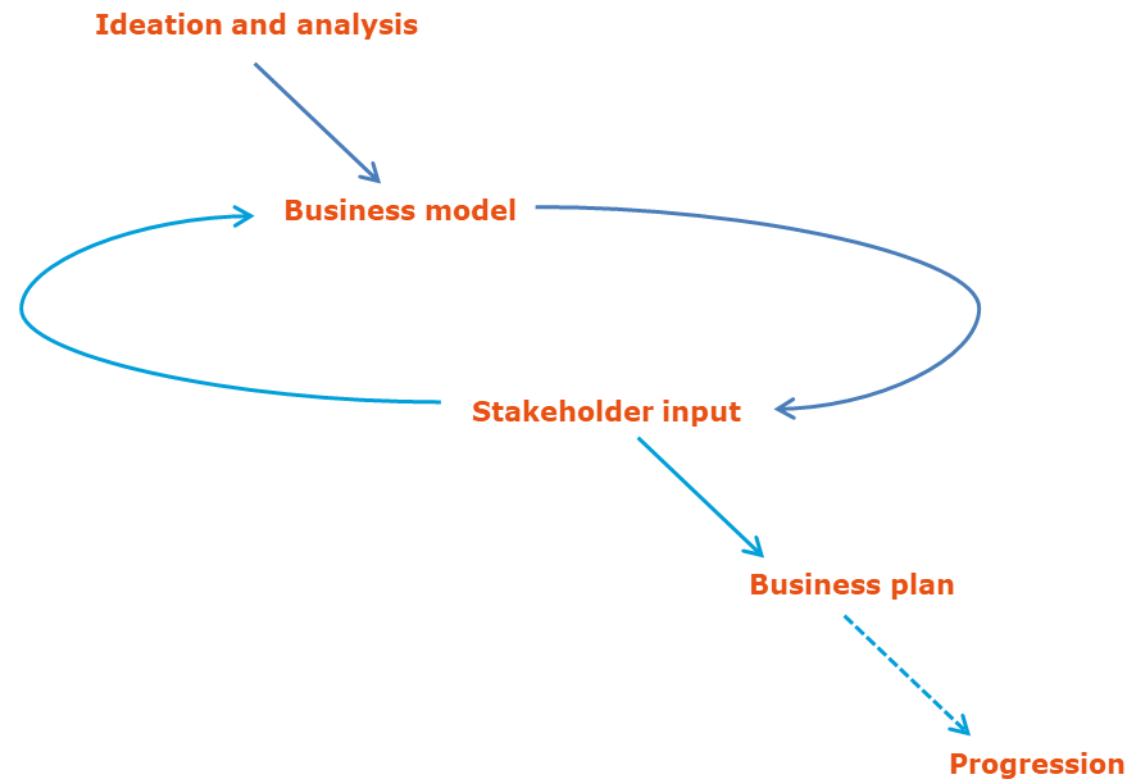 Ideation and analysis
Business model
Stakeholder input
Business plan
Progression